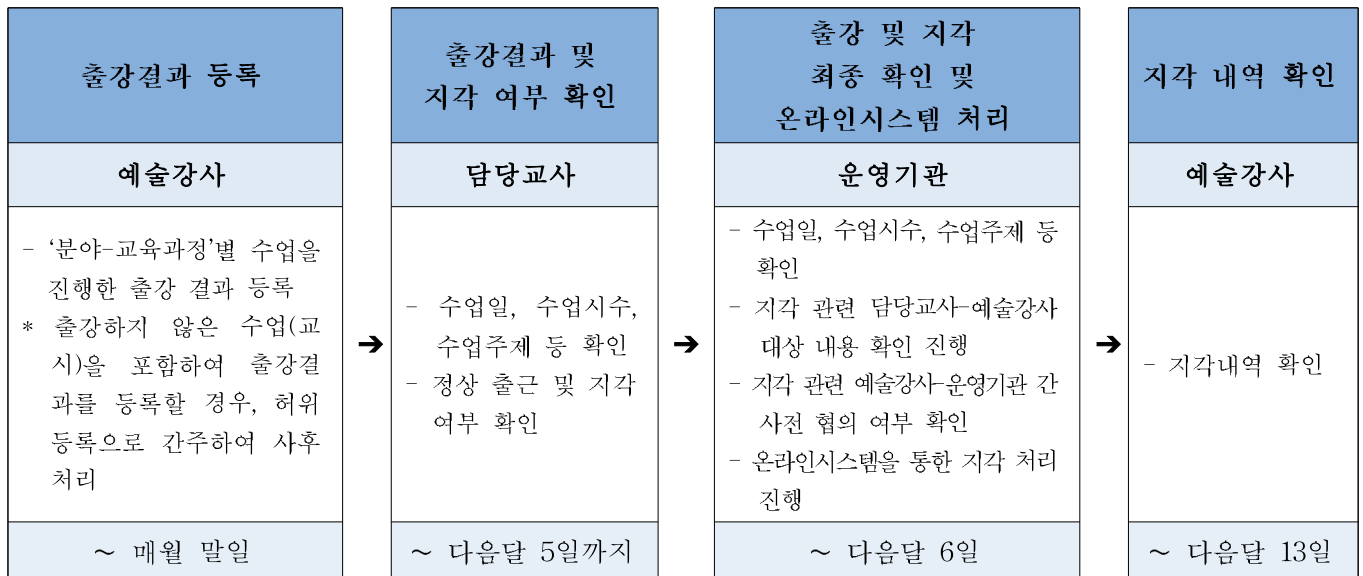 출강결과 등록
예술강사
- ‘분야-교육과정’별 수업을
진행한 출강 결과 등록
* 출강하지 않은 수업(교
시)을 포함하여 출강결
과를 등록할 경우, 허위
등록으로 간주하여 사후
처리
~ 매월 말일
➔
출강결과 및
지각 여부 확인
담당교사
- 수업일, 수업시수,
수업주제 등 확인
- 정상 출근 및 지각
여부 확인
~ 다음달 5일까지
➔
출강 및 지각
최종 확인 및
온라인시스템 처리
운영기관
- 수업일, 수업시수, 수업주제 등
확인
- 지각 관련 담당교사-예술강사
대상 내용 확인 진행
- 지각 관련 예술강사-운영기관 간
사전 협의 여부 확인
- 온라인시스템을 통한 지각 처리
진행
~ 다음달 6일
➔
지각 내역 확인
예술강사
- 지각내역 확인
~ 다음달 13일